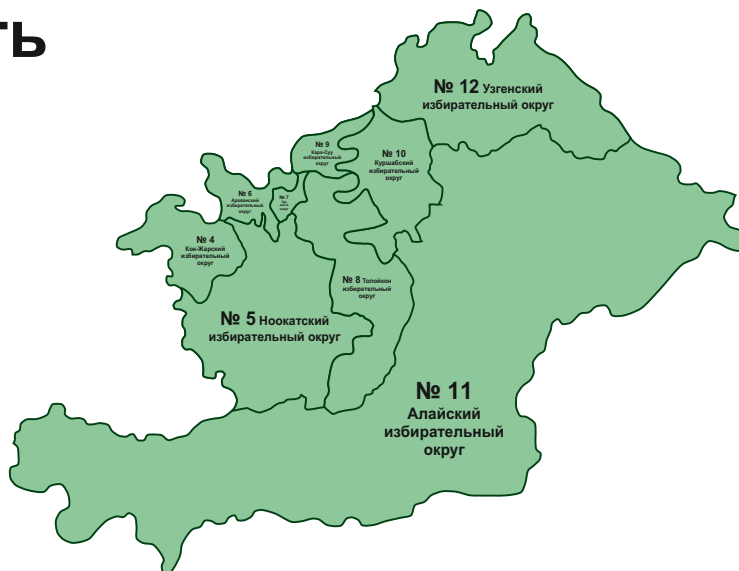 ть
№ 12 Узгенский
избирательный округ
№ 9
Кара-Суу
избирательный
округ
№ 10
Куршабский
избирательный
округ
№ 6
Араванский
избирательный
округ
№ 7
округ
№ 4
Кок-Жарский
избирательный
округ
№ 8 Толойкон
избирательный
округ
№ 5 Ноокатский
избирательный округ
№ 11
Алайский
избирательный
округ